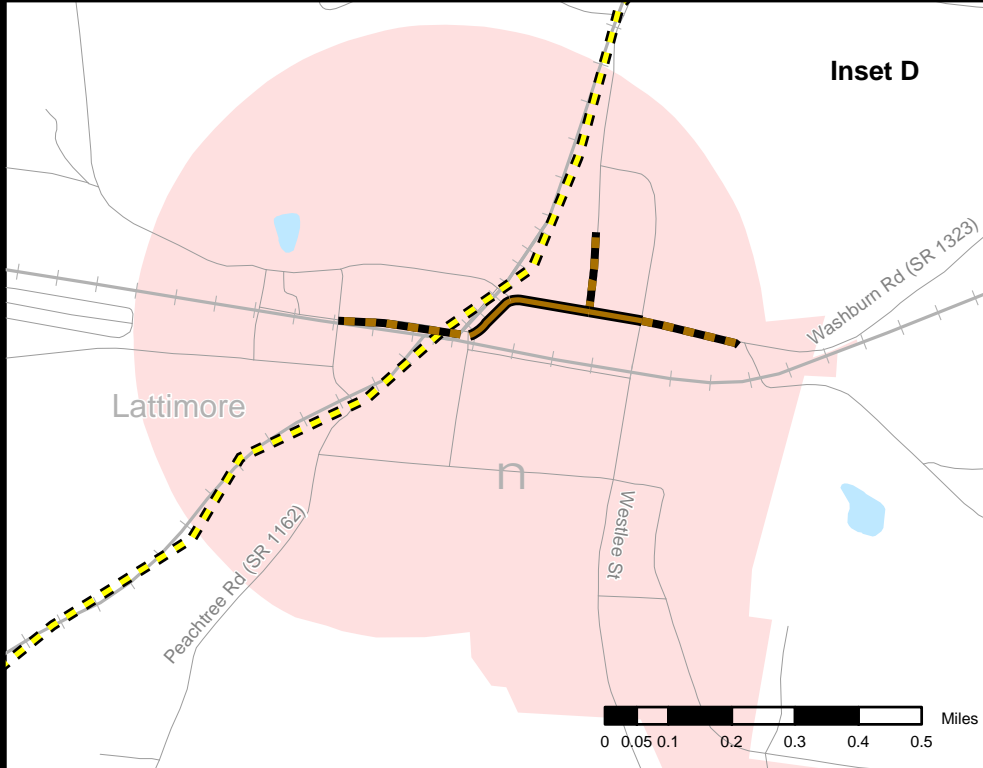 Inset D
Washburn Rd (SR 1323)
Lattimore
n
Westlee St
Peachtree Rd (SR 1162)
Miles
0 0.05 0.1 0.2 0.3 0.4 0.5